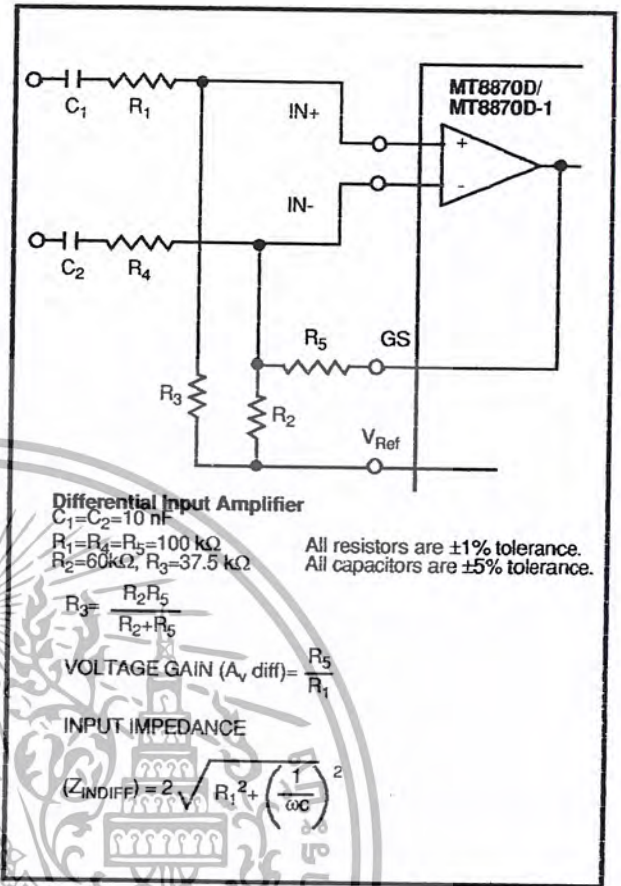 MT8870D/
MT8870D-1
C1
R1
IN+
+
IN-
-
C2
R4
R5
GS
R3
R2
VRef
Differential Input Amplifier
C1=C2=10 nF
R1=R4=R5=100 kΩ
R2=60kΩ, R3=37.5 kΩ
All resistors are ±1% tolerance.
All capacitors are ±5% tolerance.
R3= R2R5 / R2+R5
VOLTAGE GAIN (Av diff)= R5 / R1
INPUT IMPEDANCE
(ZINDIFF) = 2 √ R1² + (1 / ωc)²